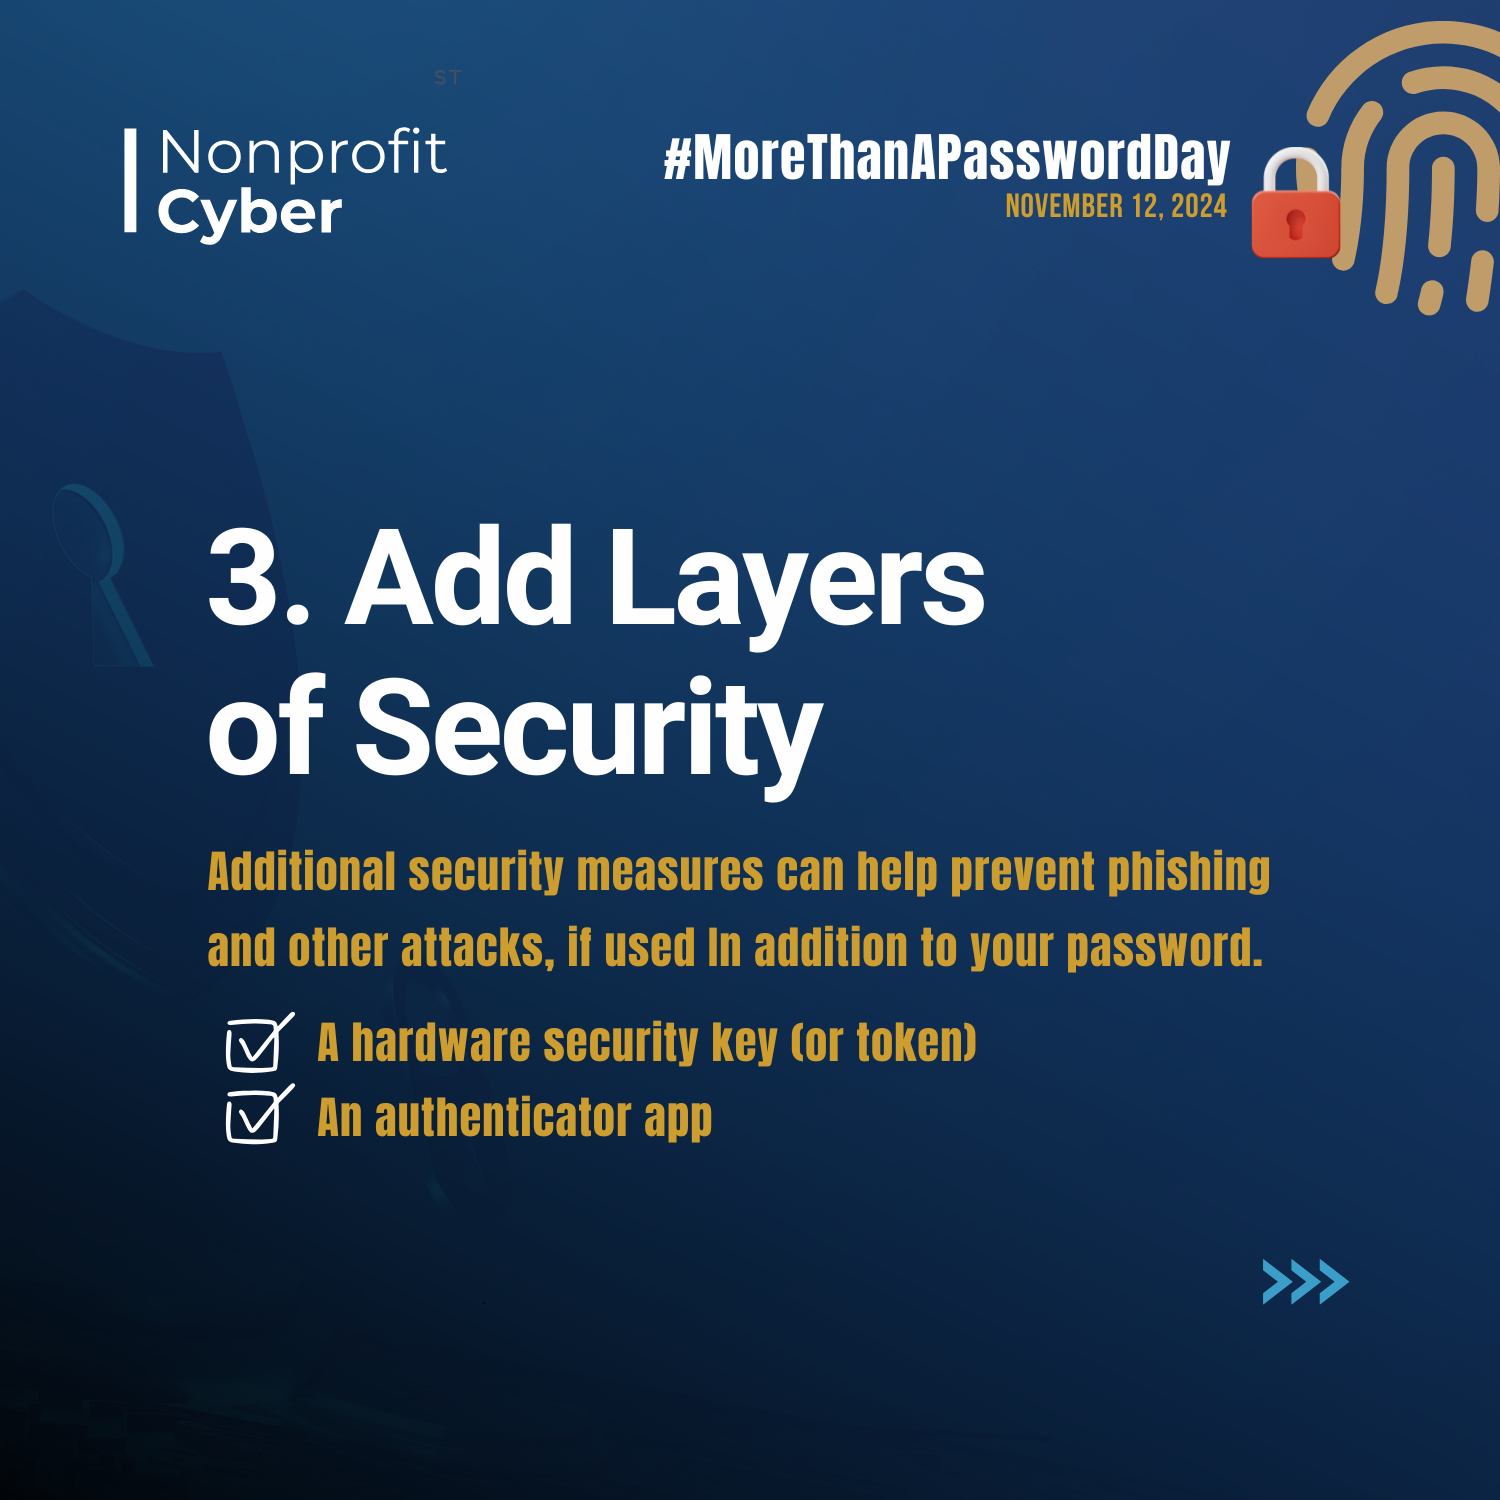 ST
Nonprofit
Cyber
#MoreThanAPasswordDay
NOVEMBER 12, 2024
3. Add Layers
of Security
Additional security measures can help prevent phishing
and other attacks, if used In addition to your password.
A hardware security key (or token)
An authenticator app